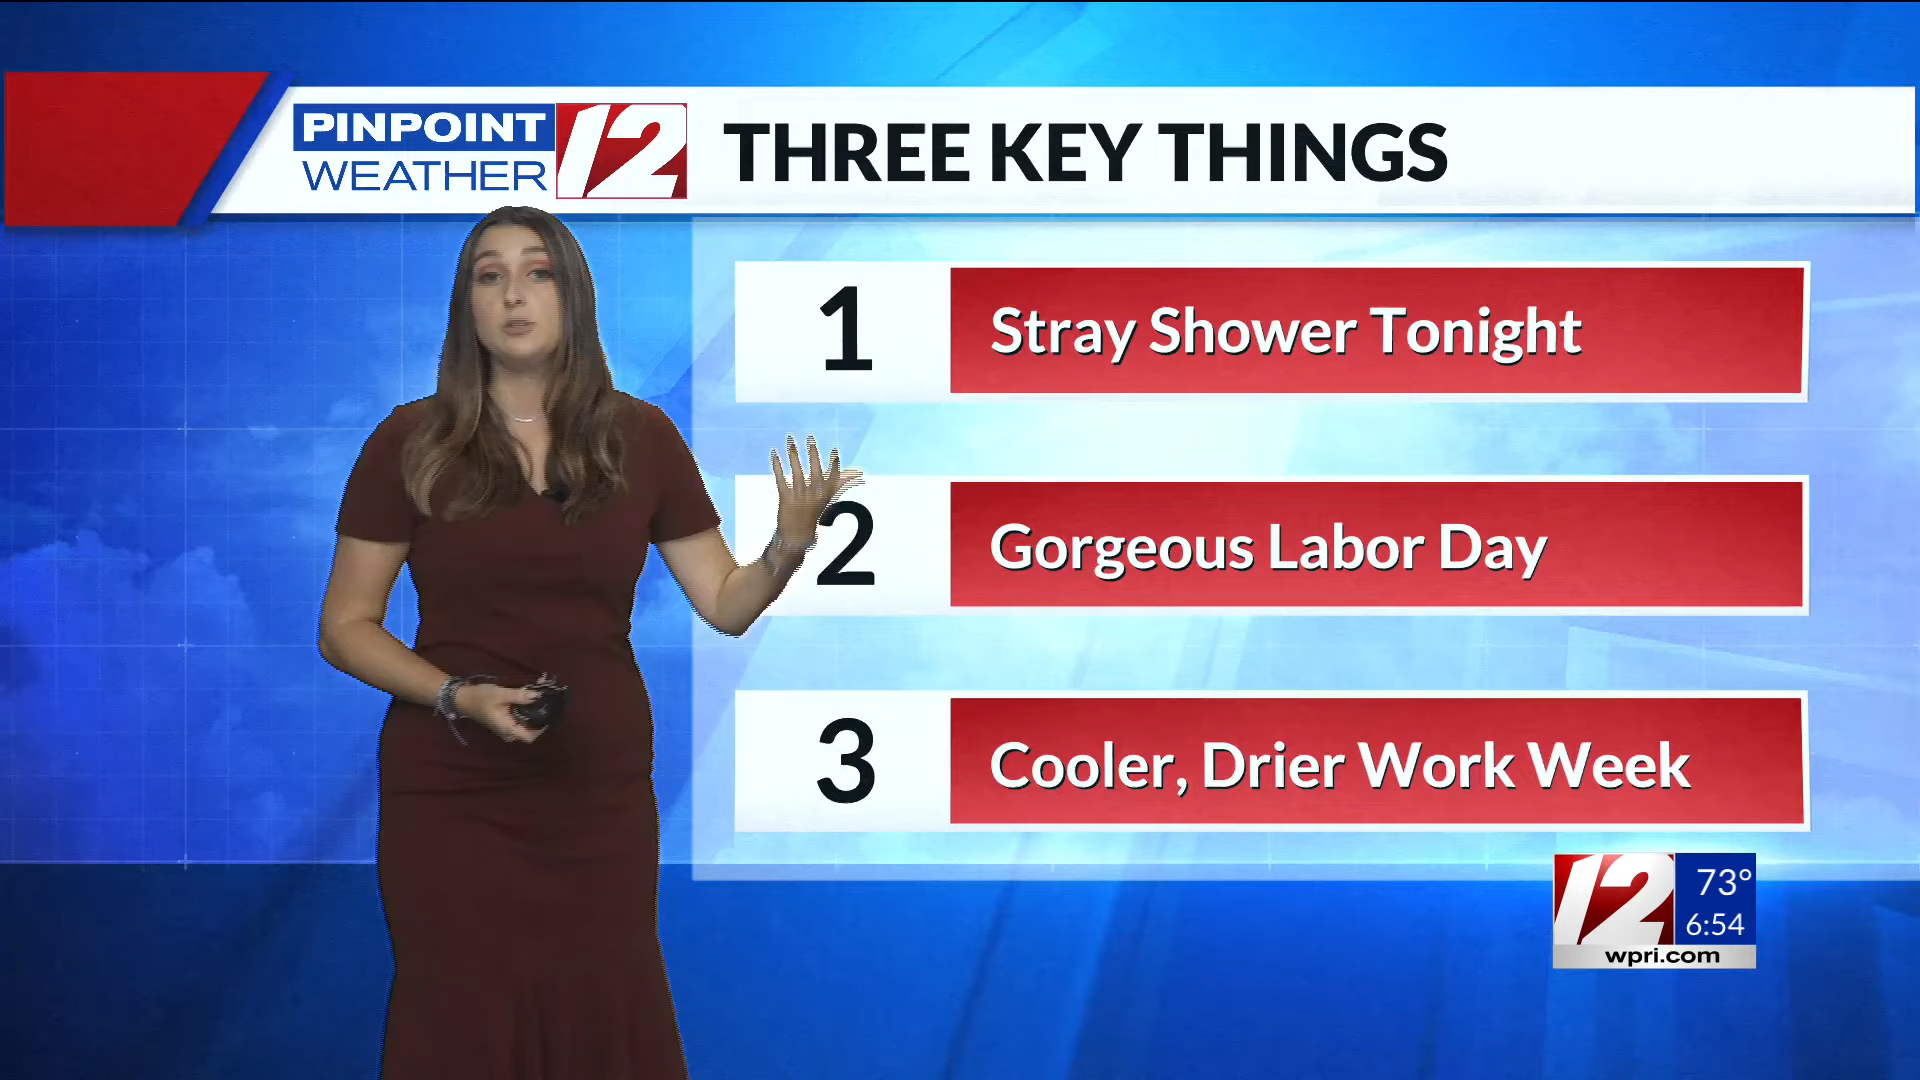 PINPOINT
WEATHER
12
THREE KEY THINGS
1
Stray Shower Tonight
2
Gorgeous Labor Day
3
Cooler, Drier Work Week
12
73°
6:54
wpri.com